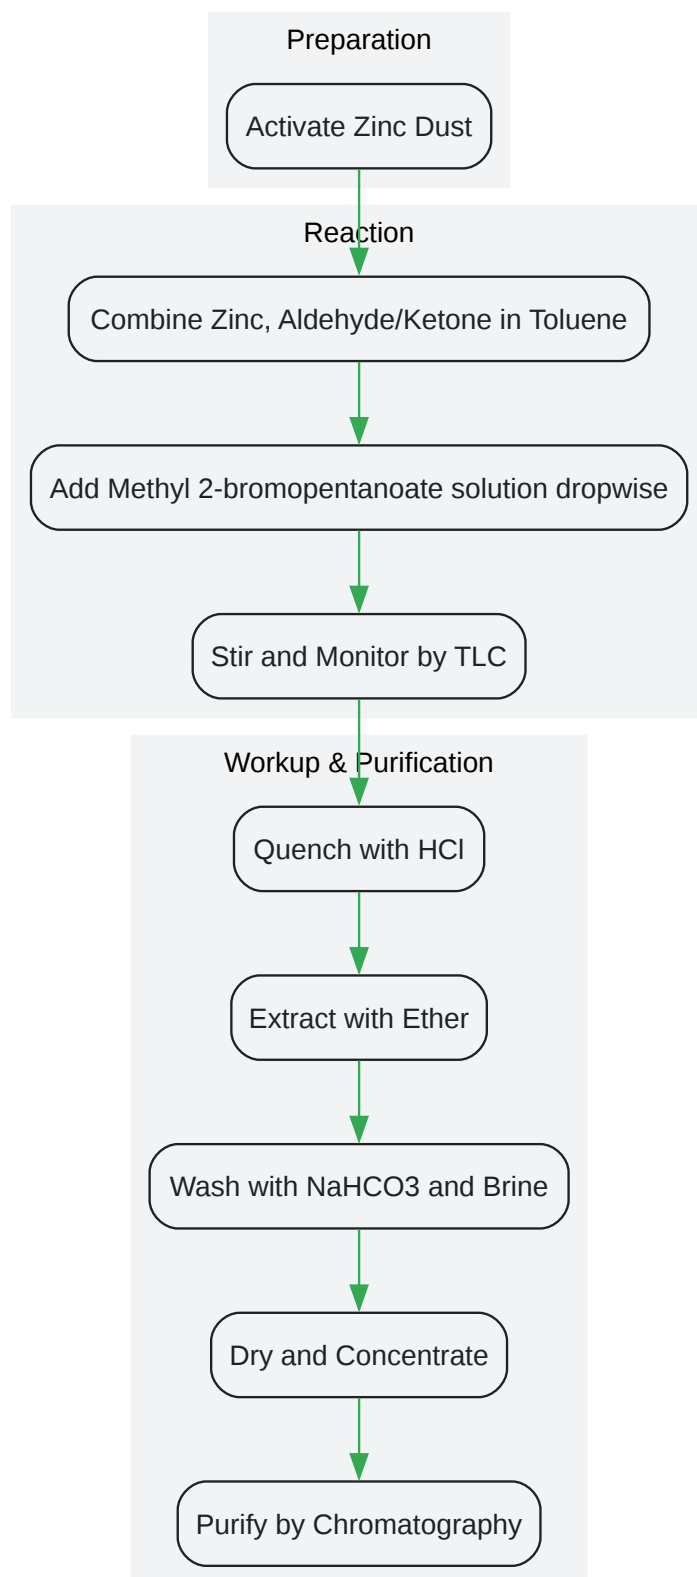 Preparation
Activate Zinc Dust
Reaction
Combine Zinc, Aldehyde/Ketone in Toluene
Add Methyl 2-bromopentanoate solution dropwise
Stir and Monitor by TLC
Workup & Purification
Quench with HCl
Extract with Ether
Wash with NaHCO3 and Brine
Dry and Concentrate
Purify by Chromatography